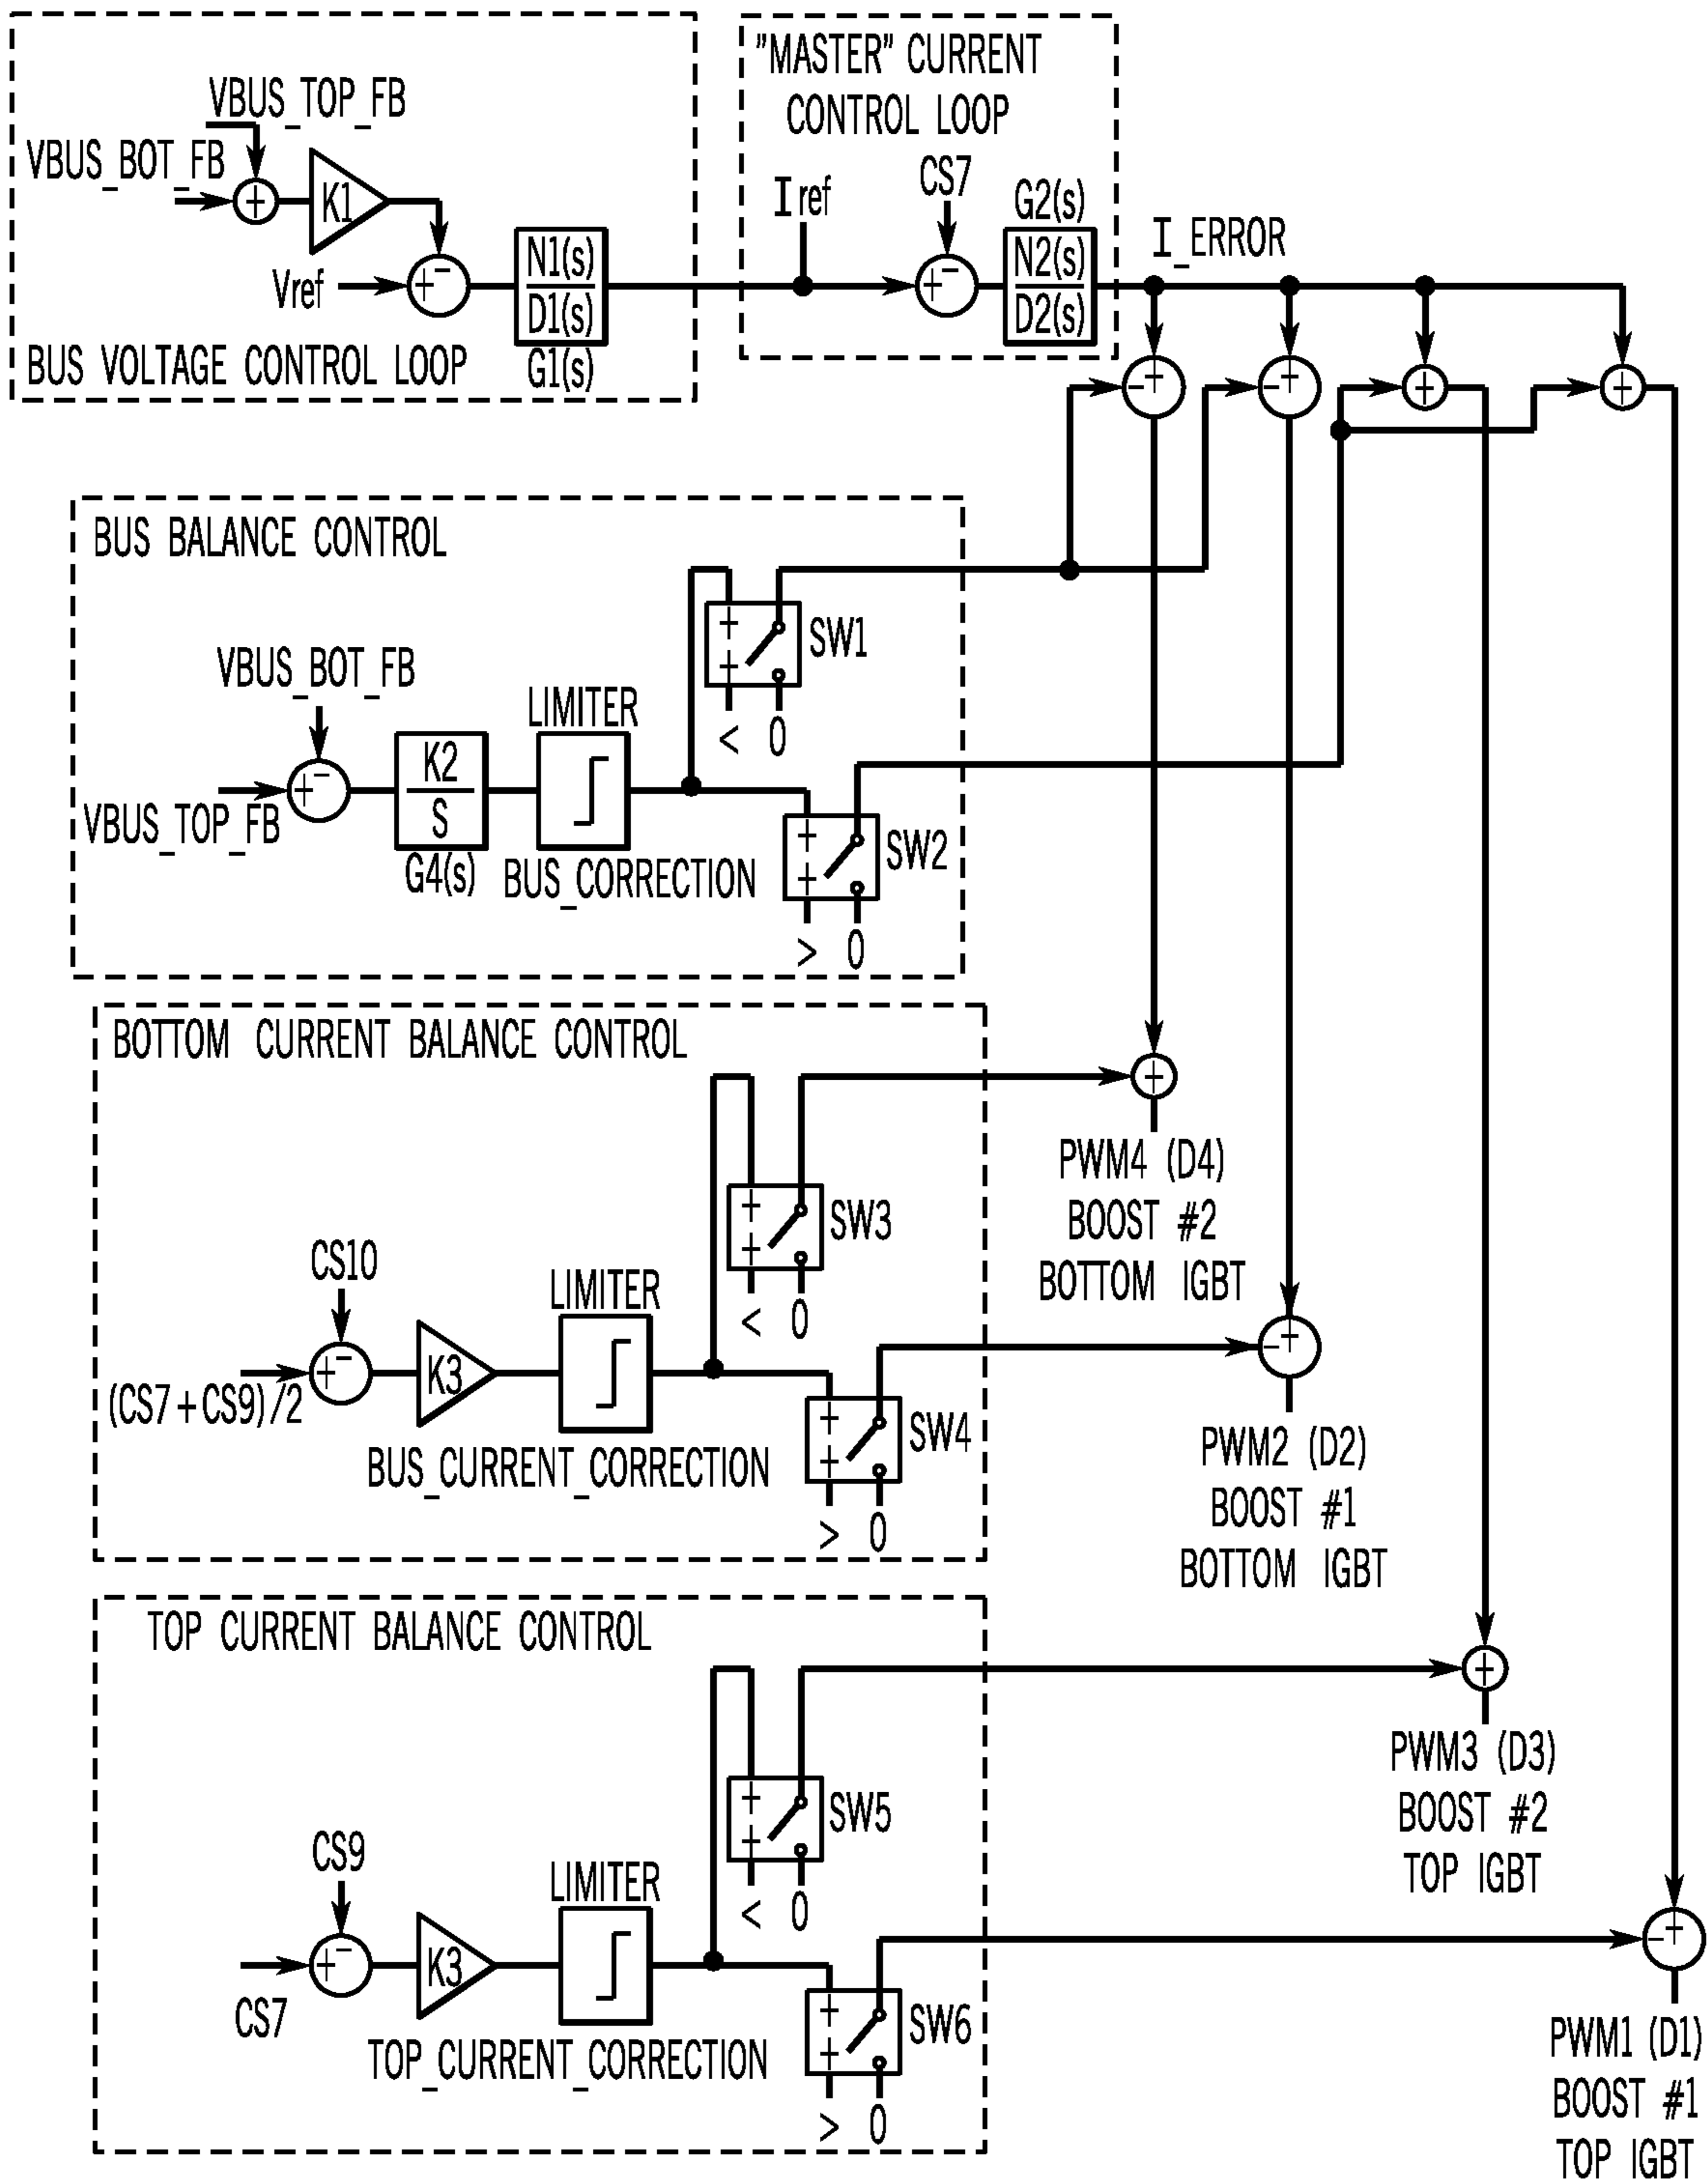 "MASTER" CURRENT
CONTROL LOOP
VBUS_TOP_FB
VBUS_BOT_FB
+
K1
Vref
+ -
N1(s)
D1(s)
G1(s)
BUS VOLTAGE CONTROL LOOP
I ref
CS7
+ -
G2(s)
N2(s)
D2(s)
I_ERROR
- +
- +
+
+
BUS BALANCE CONTROL
VBUS_BOT_FB
VBUS_TOP_FB
+ -
K2
S
G4(s)
LIMITER
BUS_CORRECTION
+
+
SW1
< 0
+
+
SW2
> 0
BOTTOM CURRENT BALANCE CONTROL
CS10
(CS7+CS9)/2
+ -
K3
LIMITER
BUS_CURRENT_CORRECTION
+
+
SW3
< 0
+
+
SW4
> 0
+
PWM4 (D4)
BOOST #2
BOTTOM IGBT
- +
PWM2 (D2)
BOOST #1
BOTTOM IGBT
TOP CURRENT BALANCE CONTROL
CS9
CS7
+ -
K3
LIMITER
TOP_CURRENT_CORRECTION
+
+
SW5
< 0
+
+
SW6
> 0
+
PWM3 (D3)
BOOST #2
TOP IGBT
- +
PWM1 (D1)
BOOST #1
TOP IGBT